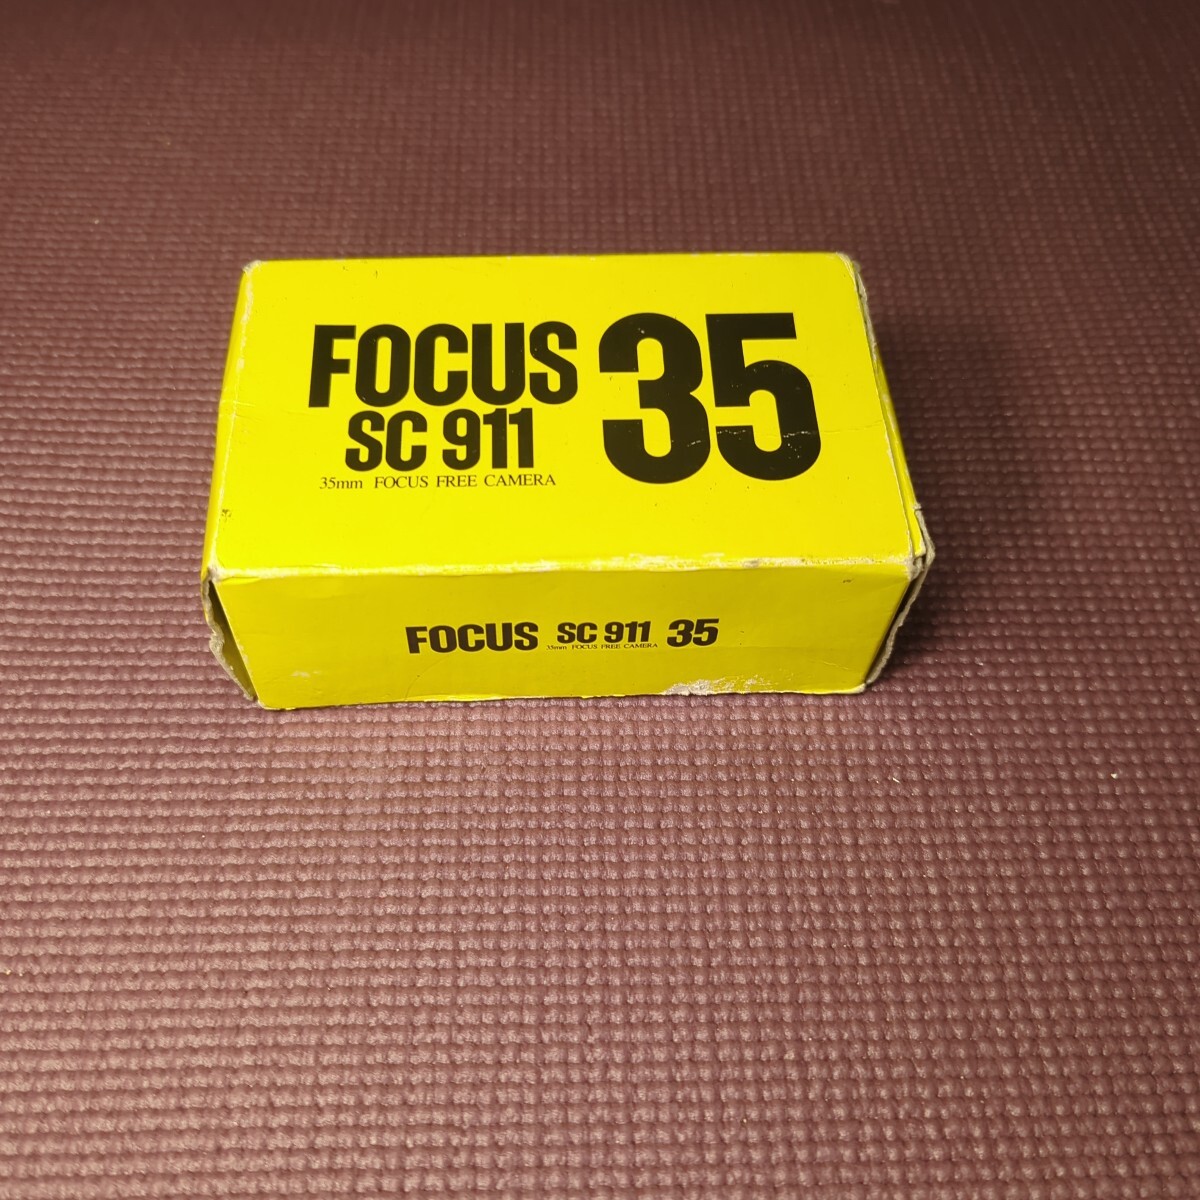 FOCUS 35
SC 911
35mm FOCUS FREE CAMERA
FOCUS SC 911 35
35mm FOCUS FREE CAMERA